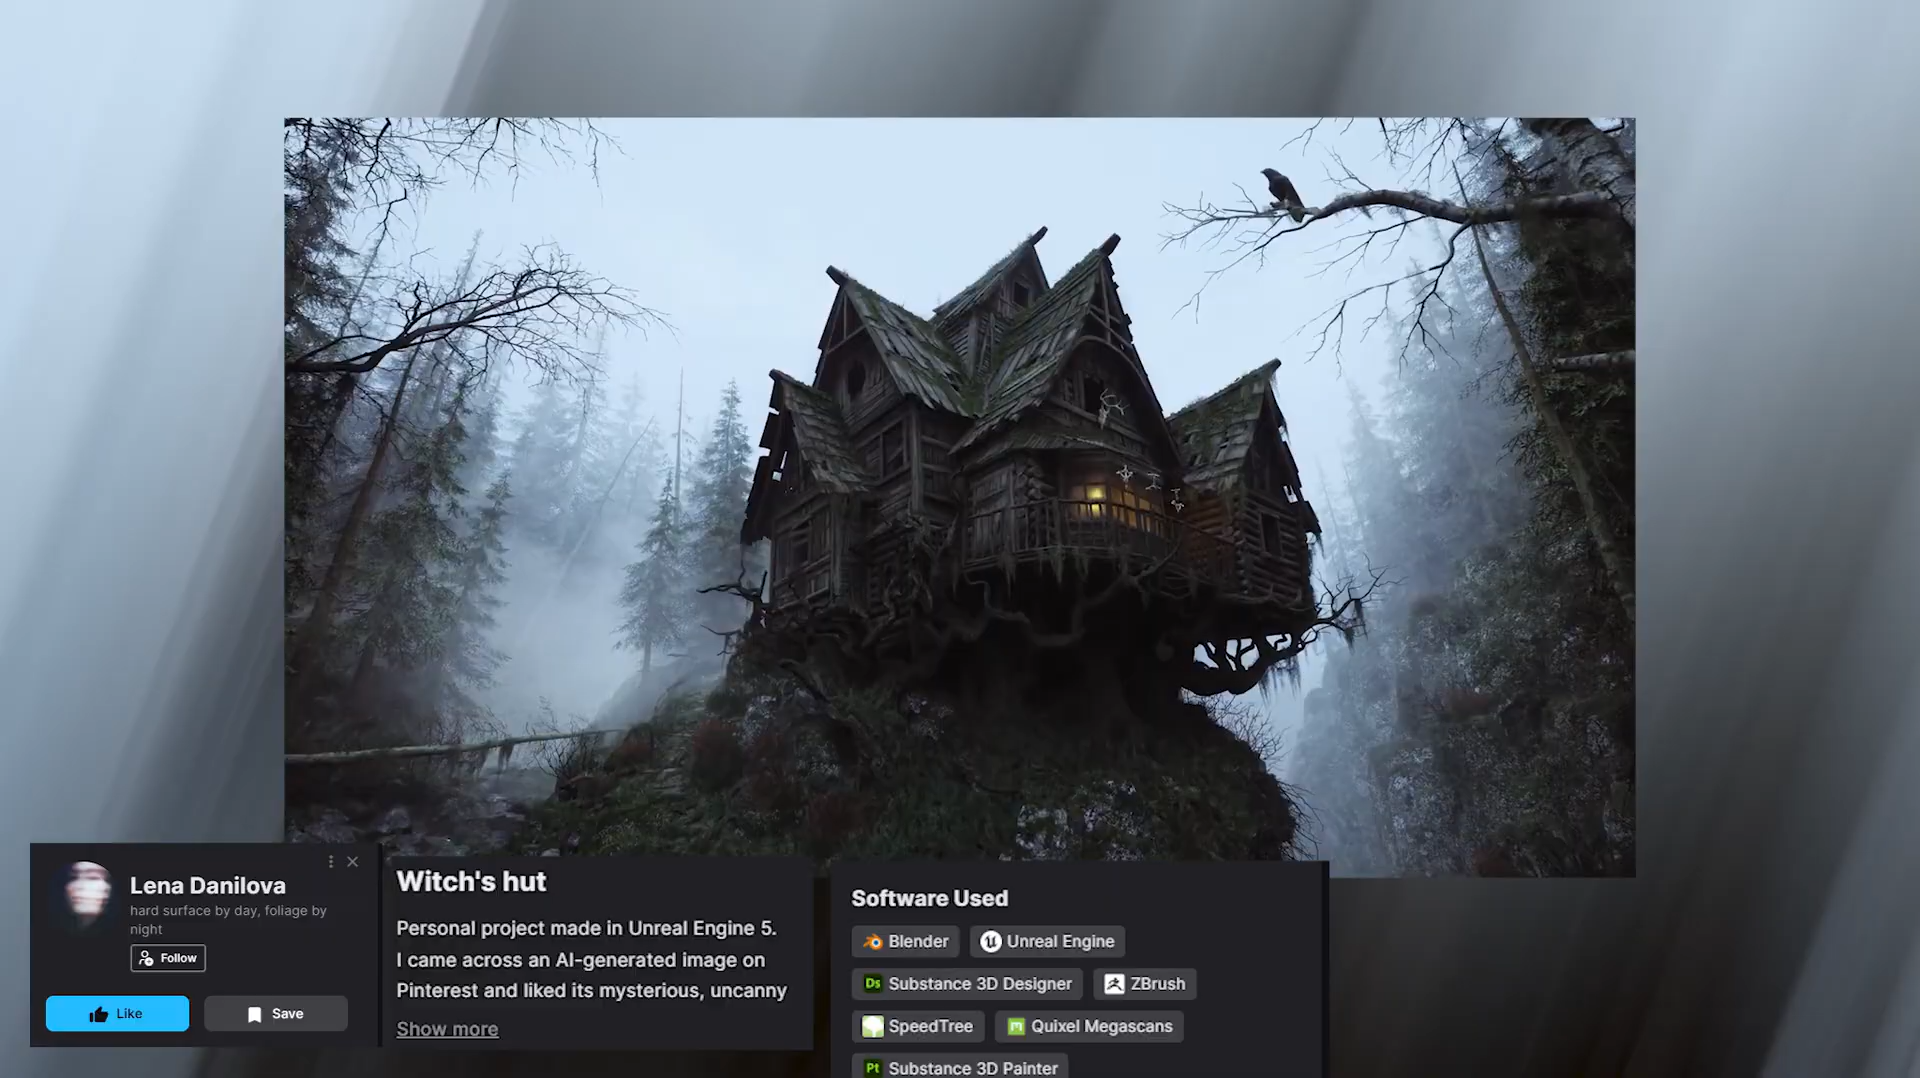 Lena Danilova
hard surface by day, foliage by
night
Follow
Like
Save
Witch's hut
Personal project made in Unreal Engine 5.
I came across an AI-generated image on
Pinterest and liked its mysterious, uncanny
Show more
Software Used
Blender
Unreal Engine
Ds Substance 3D Designer
ZBrush
SpeedTree
Quixel Megascans
Pt Substance 3D Painter